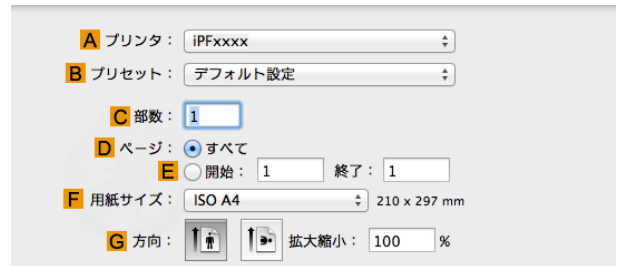 A プリンタ： iPFxxxx
B プリセット： デフォルト設定
C 部数： 1
D ページ： すべて
E 開始： 1 終了： 1
F 用紙サイズ： ISO A4 210 x 297 mm
G 方向： 拡大縮小： 100 %